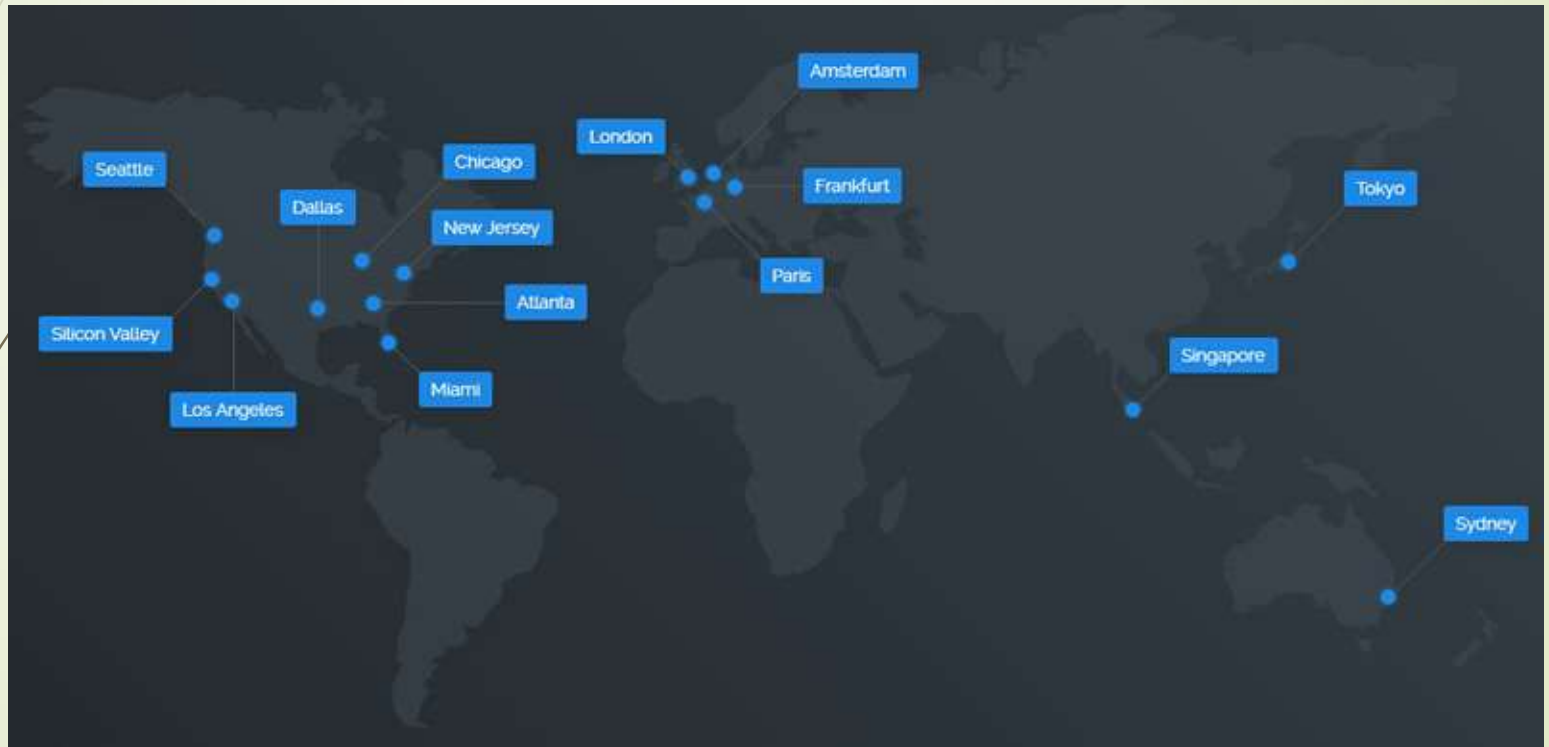 Amsterdam
London
Chicago
Seattle
Frankfurt
Tokyo
Dallas
New Jersey
Paris
Atlanta
Silicon Valley
Singapore
Miami
Los Angeles
Sydney